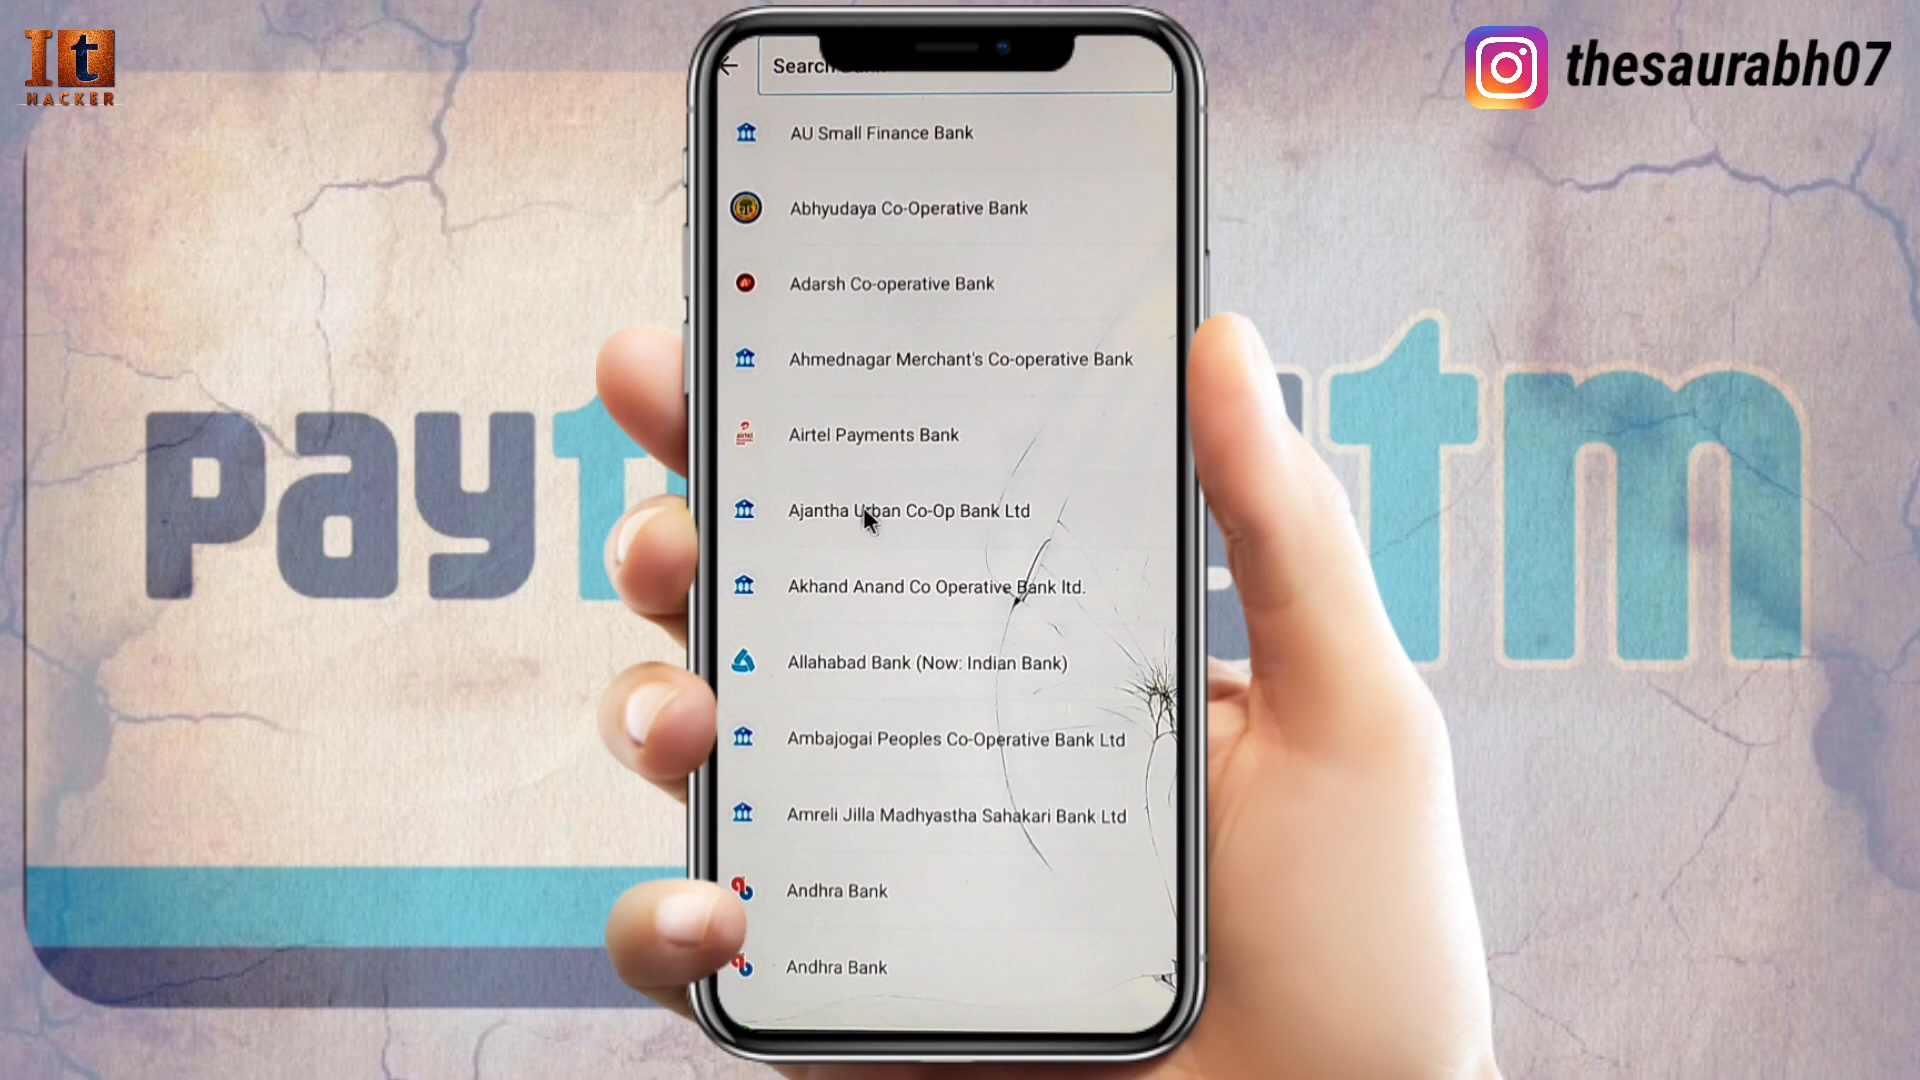 It
HACKER
thesaurabh07
Search
AU Small Finance Bank
Abhyudaya Co-Operative Bank
Adarsh Co-operative Bank
Ahmednagar Merchant's Co-operative Bank
Airtel Payments Bank
Ajantha Urban Co-Op Bank Ltd
Akhand Anand Co Operative Bank ltd.
Allahabad Bank (Now: Indian Bank)
Ambajogai Peoples Co-Operative Bank Ltd
Amreli Jilla Madhyastha Sahakari Bank Ltd
Andhra Bank
Andhra Bank
payt
ytm